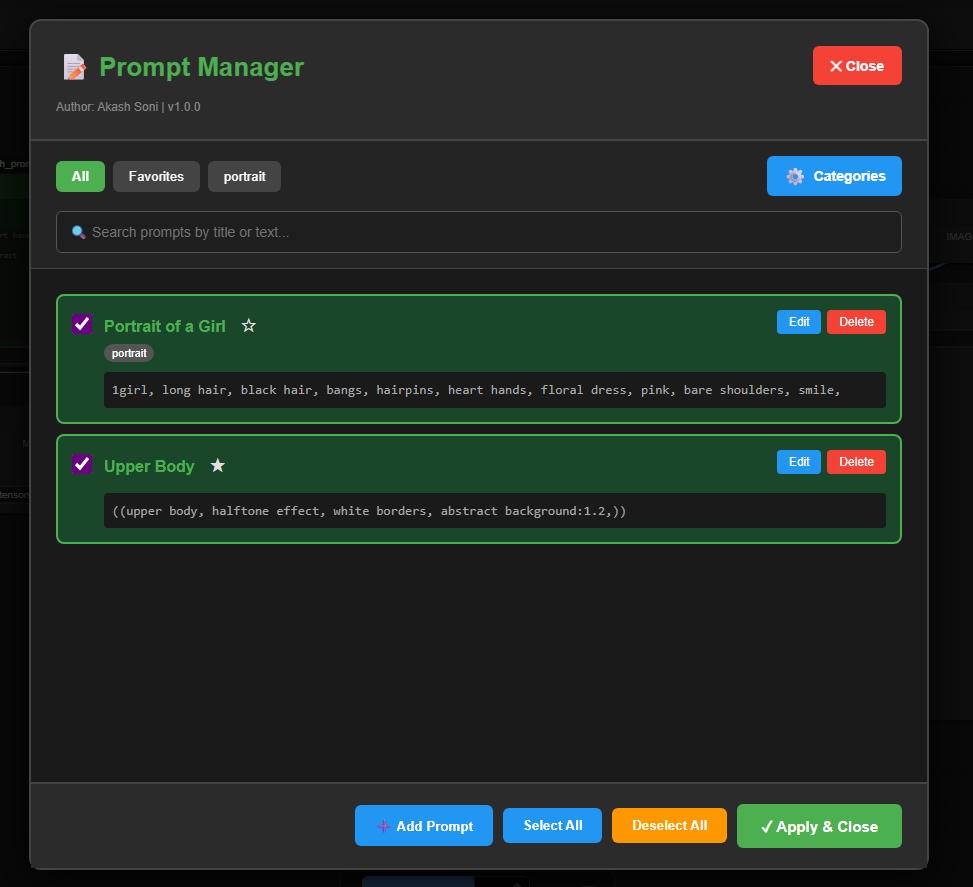 Prompt Manager
Close
Author: Akash Soni | v1.0.0
All
Favorites
portrait
Categories
Search prompts by title or text...
Portrait of a Girl
Edit
Delete
portrait
1girl, long hair, black hair, bangs, hairpins, heart hands, floral dress, pink, bare shoulders, smile,
Upper Body
Edit
Delete
((upper body, halftone effect, white borders, abstract background:1.2,))
Add Prompt
Select All
Deselect All
Apply & Close
IMAG